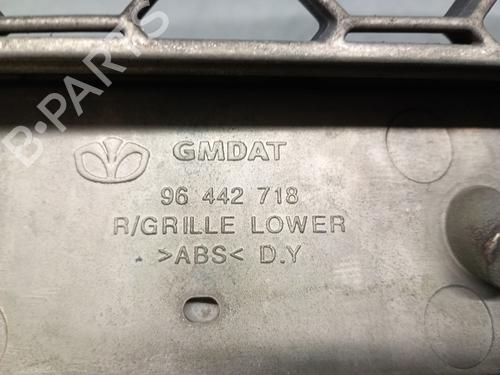 B-PARTS
GMDAT
96 442 718
R/GRILLE LOWER
>ABS< D.Y